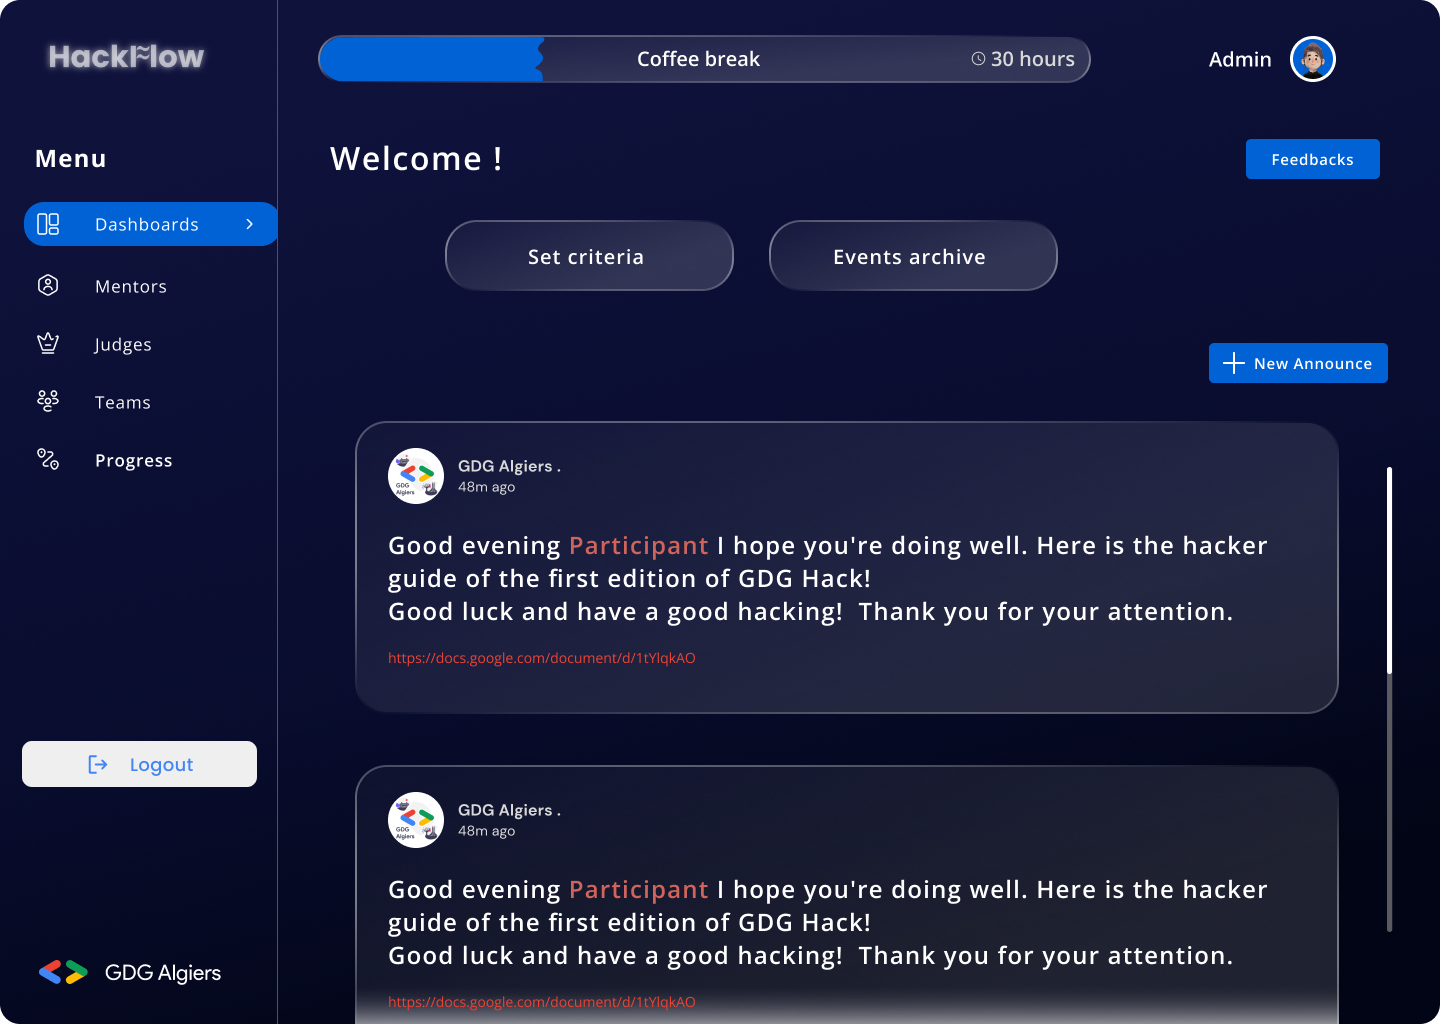 HackFlow
Coffee break
30 hours
Admin
Menu
Welcome !
Feedbacks
Dashboards
Set criteria
Events archive
Mentors
Judges
New Announce
Teams
Progress
GDG Algiers .
48m ago
GDG
Algiers
Good evening Participant I hope you're doing well. Here is the hacker
guide of the first edition of GDG Hack!
Good luck and have a good hacking!  Thank you for your attention.
https://docs.google.com/document/d/1tYlqkAO
Logout
GDG Algiers .
48m ago
GDG
Algiers
Good evening Participant I hope you're doing well. Here is the hacker
guide of the first edition of GDG Hack!
Good luck and have a good hacking!  Thank you for your attention.
https://docs.google.com/document/d/1tYlqkAO
GDG Algiers